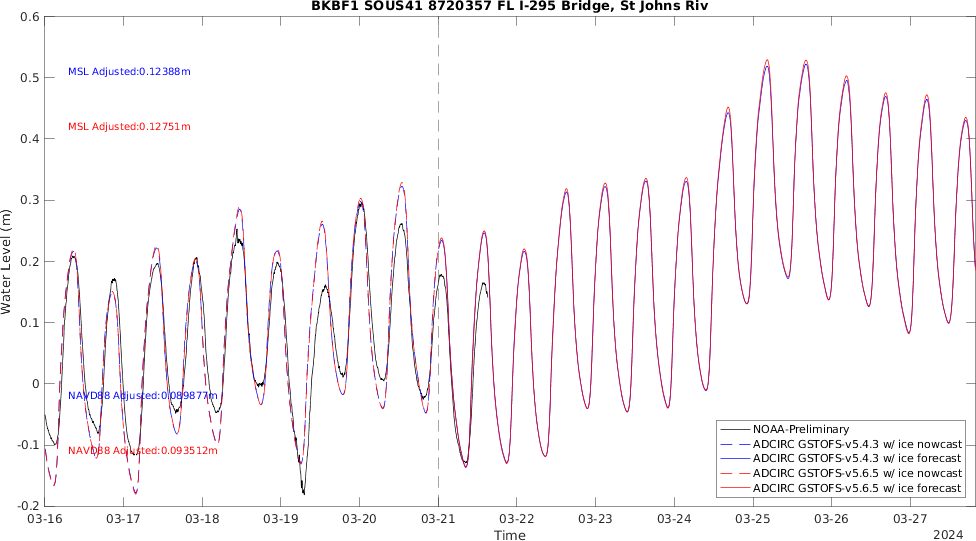 BKBF1 SOUS41 8720357 FL I-295 Bridge, St Johns Riv
0.6
0.5
0.4
0.3
0.2
0.1
0
-0.1
-0.2
Water Level (m)
MSL Adjusted:0.12388m
MSL Adjusted:0.12751m
NAVD88 Adjusted:0.089877m
NAVD88 Adjusted:0.093512m
NOAA-Preliminary
ADCIRC GSTOFS-v5.4.3 w/ ice nowcast
ADCIRC GSTOFS-v5.4.3 w/ ice forecast
ADCIRC GSTOFS-v5.6.5 w/ ice nowcast
ADCIRC GSTOFS-v5.6.5 w/ ice forecast
03-16 03-17 03-18 03-19 03-20 03-21 03-22 03-23 03-24 03-25 03-26 03-27
Time
2024